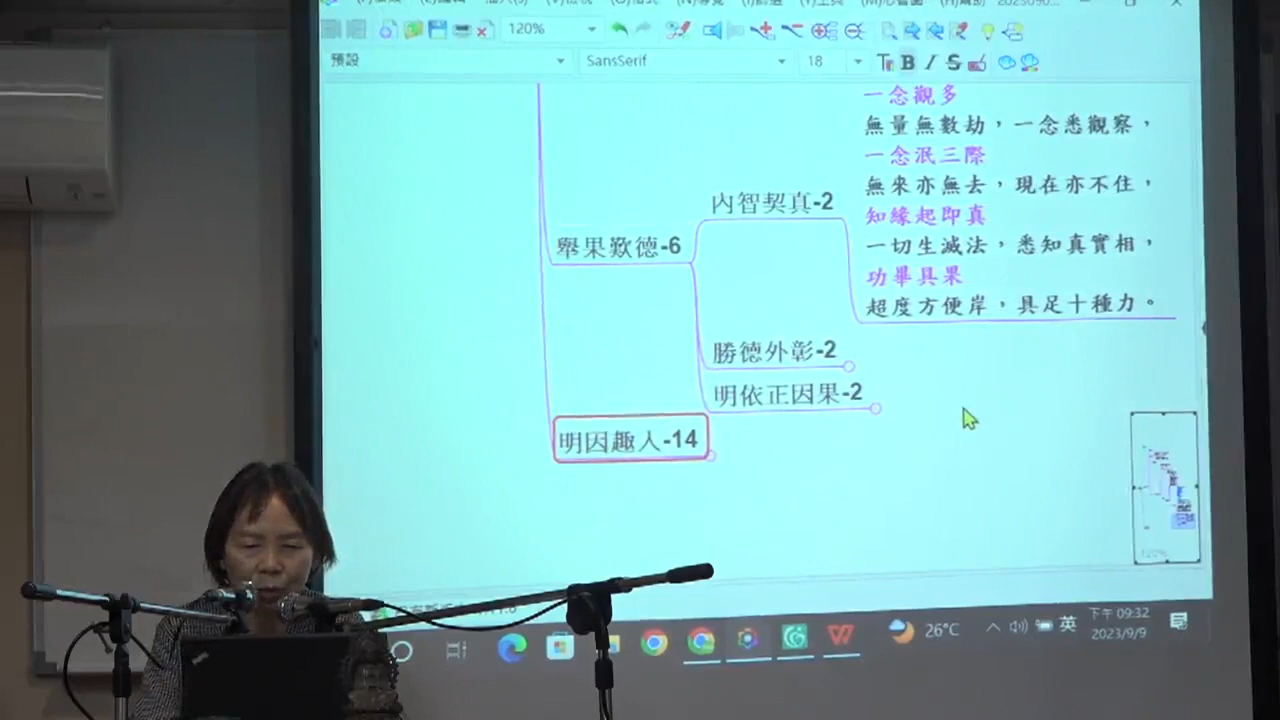 120%
預設
SansSerif
18
一念觀多
無量無數劫，一念悉觀察，
一念泯三際
無來亦無去，現在亦不住，
知緣起即真
一切生滅法，悉知真實相，
功畢具果
超度方便岸，具足十種力。
內智契真-2
舉果歎德-6
勝德外彰-2
明依正因果-2
明因趣入-14
26°C
英
下午 09:32
2023/9/9